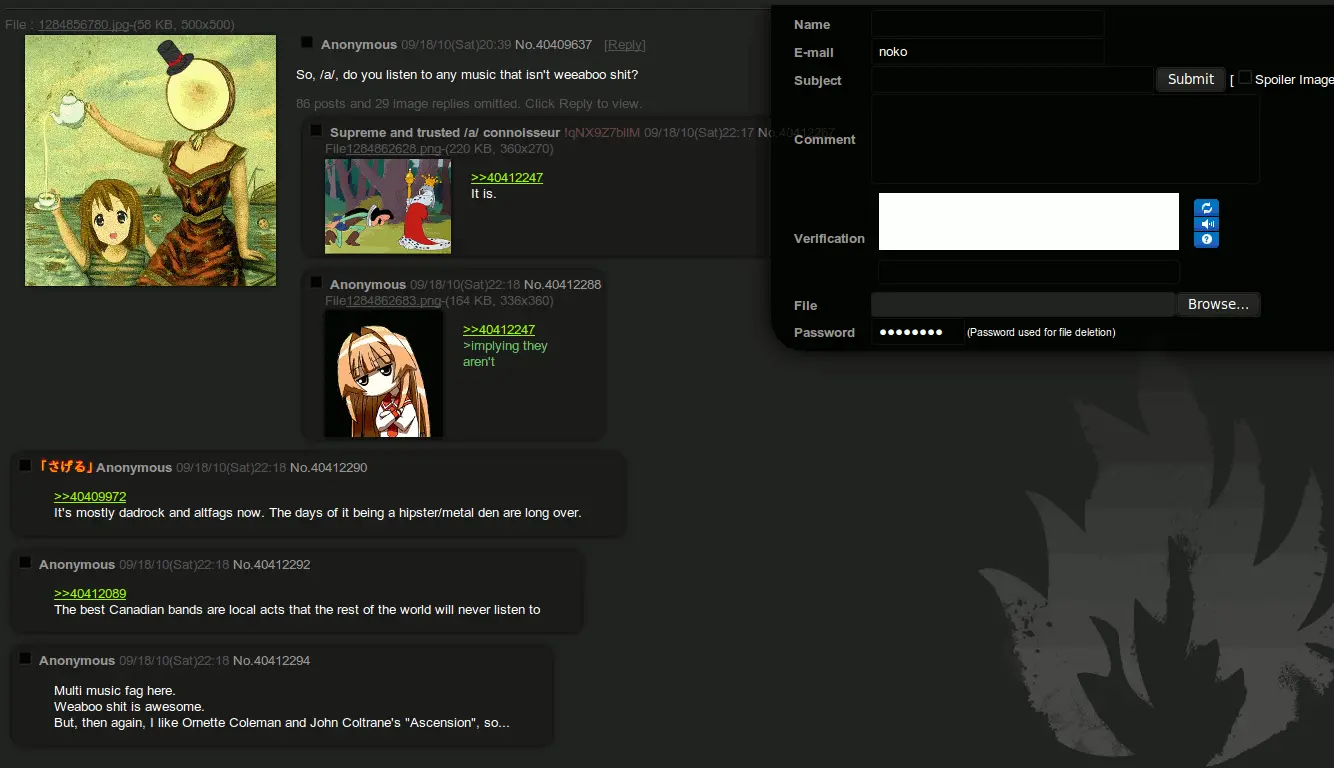 File : 1284856780.jpg-(58 KB, 500x500)
Anonymous 09/18/10(Sat)20:39 No.40409637 [Reply]
So, /a/, do you listen to any music that isn't weeaboo shit?
86 posts and 29 image replies omitted. Click Reply to view.
Supreme and trusted /a/ connoisseur !qNX9Z7bilM 09/18/10(Sat)22:17 No.40412267
File1284862628.png-(220 KB, 360x270)
>>40412247
It is.
Anonymous 09/18/10(Sat)22:18 No.40412288
File1284862683.png-(164 KB, 336x360)
>>40412247
>implying they
aren't
「さげる」Anonymous 09/18/10(Sat)22:18 No.40412290
>>40409972
It's mostly dadrock and altfags now. The days of it being a hipster/metal den are long over.
Anonymous 09/18/10(Sat)22:18 No.40412292
>>40412089
The best Canadian bands are local acts that the rest of the world will never listen to
Anonymous 09/18/10(Sat)22:18 No.40412294
Multi music fag here.
Weaboo shit is awesome.
But, then again, I like Ornette Coleman and John Coltrane's "Ascension", so...
Name
E-mail noko
Subject Submit [ Spoiler Image
Comment
Verification
File Browse...
Password ●●●●●●●● (Password used for file deletion)